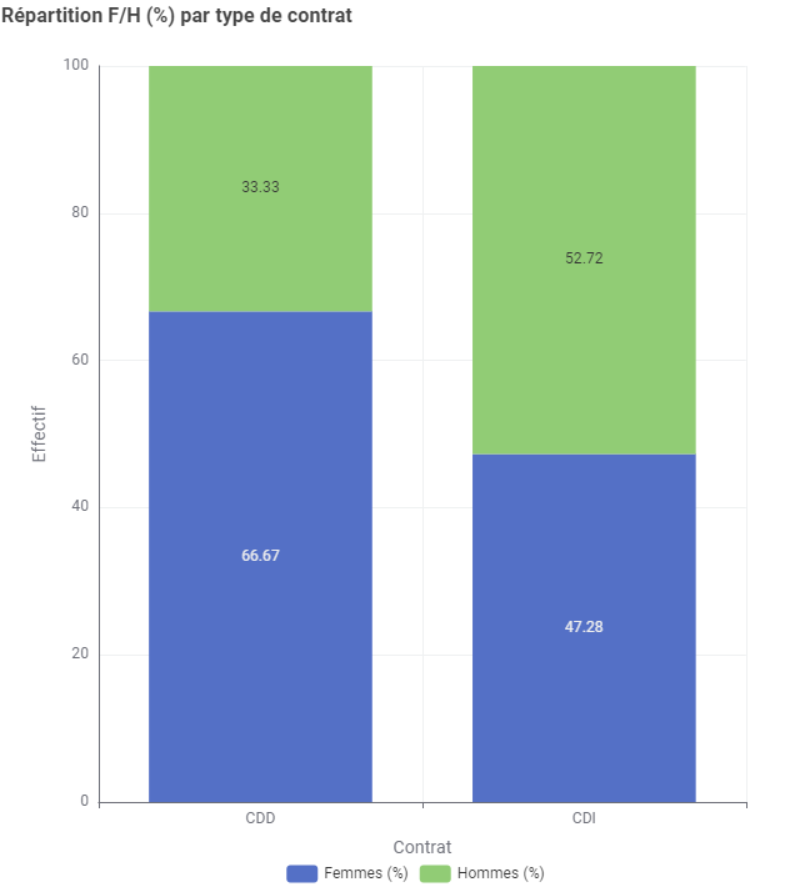 Répartition F/H (%) par type de contrat
100
80
60
40
20
0
Effectif
33.33
66.67
52.72
47.28
CDD
CDI
Contrat
Femmes (%)
Hommes (%)